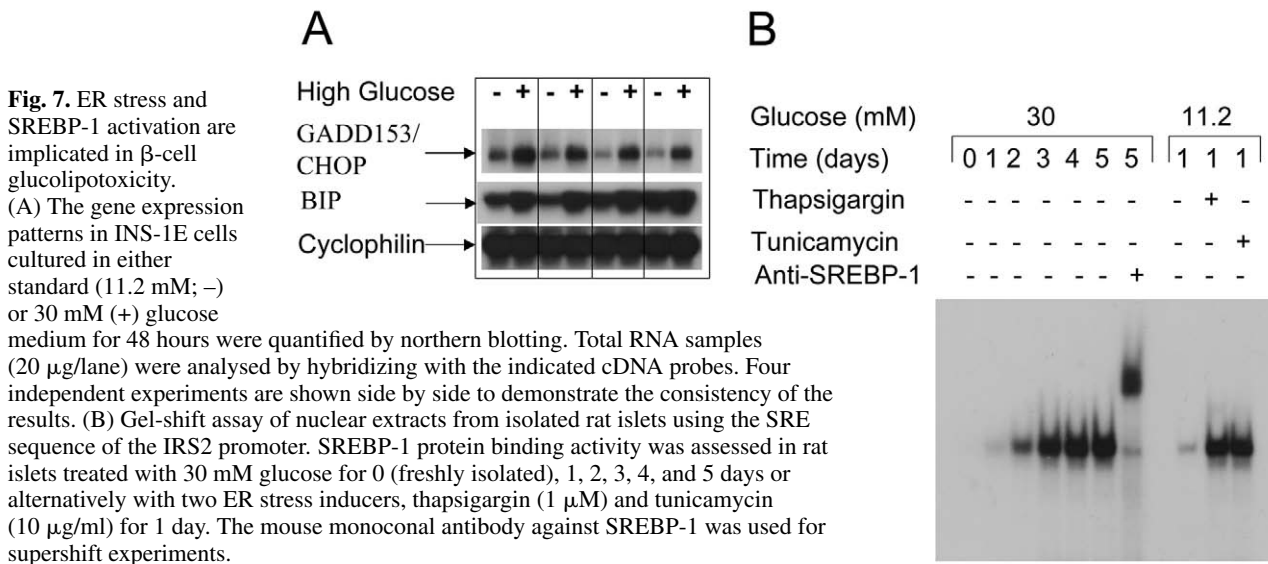 A
High Glucose - + - + - + - +
GADD153/
CHOP
BIP
Cyclophilin
B
Glucose (mM) 30 11.2
Time (days) 0 1 2 3 4 5 5 1 1 1
Thapsigargin - - - - - - - - + -
Tunicamycin - - - - - - - - - +
Anti-SREBP-1 - - - - - - + - - -
Fig. 7. ER stress and
SREBP-1 activation are
implicated in β-cell
glucolipotoxicity.
(A) The gene expression
patterns in INS-1E cells
cultured in either
standard (11.2 mM; –)
or 30 mM (+) glucose
medium for 48 hours were quantified by northern blotting. Total RNA samples
(20 μg/lane) were analysed by hybridizing with the indicated cDNA probes. Four
independent experiments are shown side by side to demonstrate the consistency of the
results. (B) Gel-shift assay of nuclear extracts from isolated rat islets using the SRE
sequence of the IRS2 promoter. SREBP-1 protein binding activity was assessed in rat
islets treated with 30 mM glucose for 0 (freshly isolated), 1, 2, 3, 4, and 5 days or
alternatively with two ER stress inducers, thapsigargin (1 μM) and tunicamycin
(10 μg/ml) for 1 day. The mouse monoconal antibody against SREBP-1 was used for
supershift experiments.